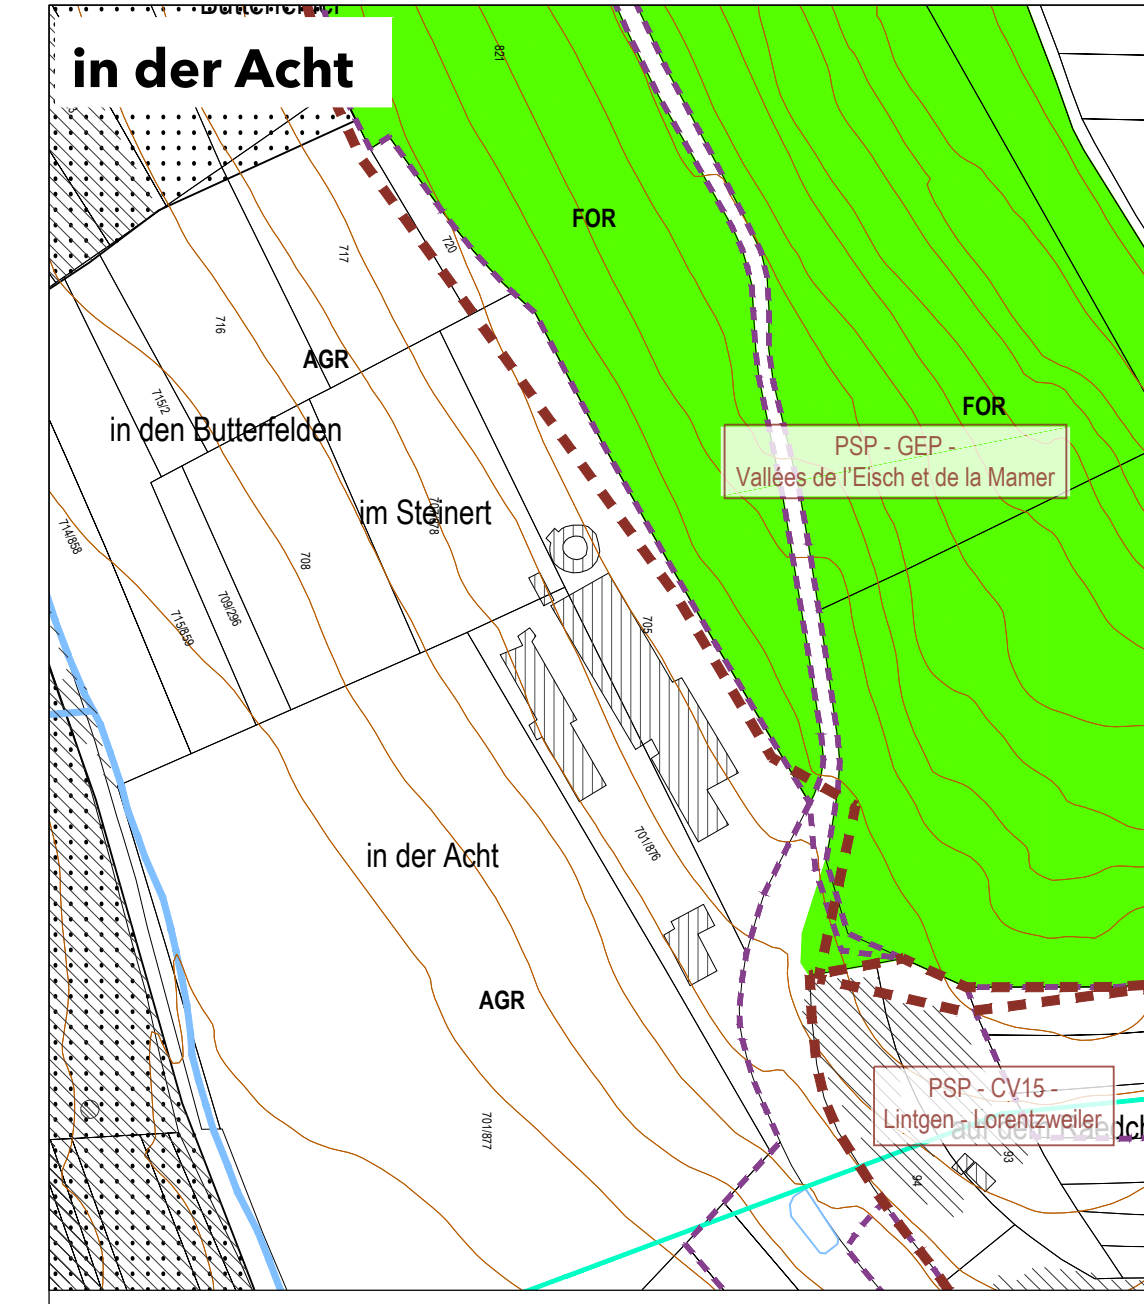 in der Acht
821
FOR
720
717
716
AGR
715/2
in den Butterfelden
FOR
PSP - GEP -
Vallées de l'Eisch et de la Mamer
im Steinert
714/858
708
709/296
715/859
705
in der Acht
701/876
AGR
PSP - CV15 -
Lintgen - Lorentzweiler
701/877
93
94